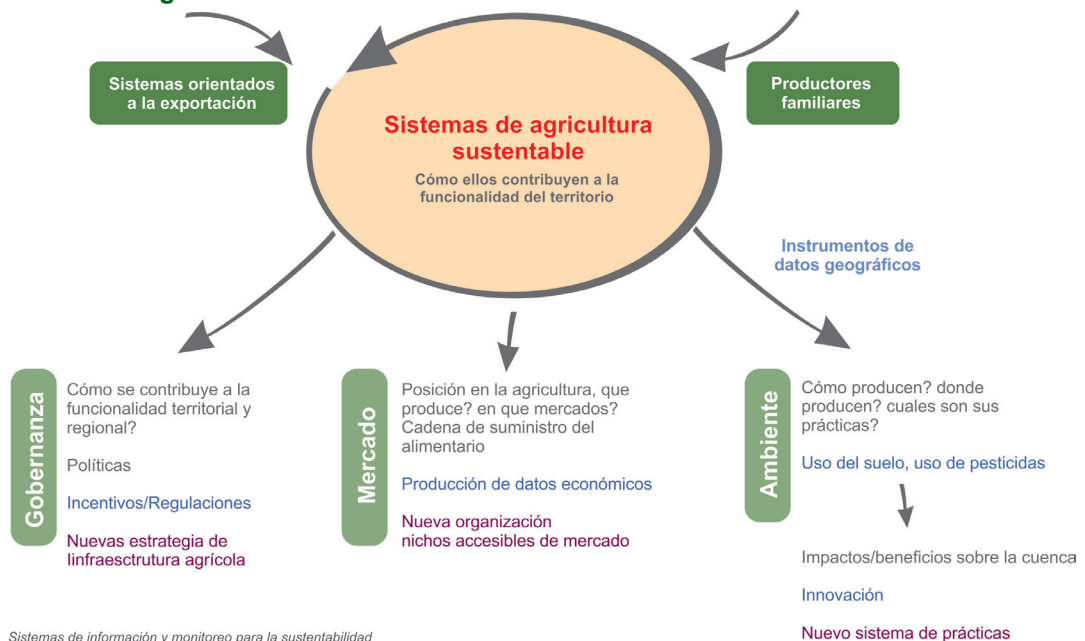 Sistemas orientados
a la exportación
Productores
familiares
Sistemas de agricultura
sustentable
Cómo ellos contribuyen a la
funcionalidad del territorio
Instrumentos de
datos geográficos
Gobernanza
Cómo se contribuye a la
funcionalidad territorial y
regional?
Políticas
Incentivos/Regulaciones
Nuevas estrategia de
linfraesctrutura agrícola
Mercado
Posición en la agricultura, que
produce? en que mercados?
Cadena de suministro del
alimentario
Producción de datos económicos
Nueva organización
nichos accesibles de mercado
Ambiente
Cómo producen? donde
producen? cuales son sus
prácticas?
Uso del suelo, uso de pesticidas
Impactos/beneficios sobre la cuenca
Innovación
Nuevo sistema de prácticas
Sistemas de información y monitoreo para la sustentabilidad